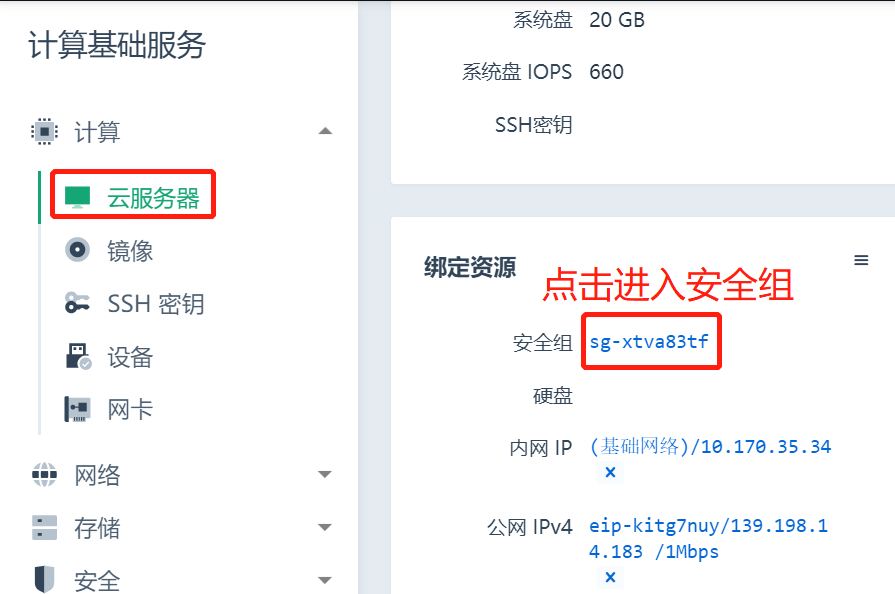 计算基础服务
计算
云服务器
镜像
SSH 密钥
设备
网卡
网络
存储
安全
系统盘 20 GB
系统盘 IOPS 660
SSH密钥
绑定资源
点击进入安全组
安全组 sg-xtva83tf
硬盘
内网 IP (基础网络)/10.170.35.34
×
公网 IPv4 eip-kitg7nuy/139.198.1
4.183 /1Mbps
×